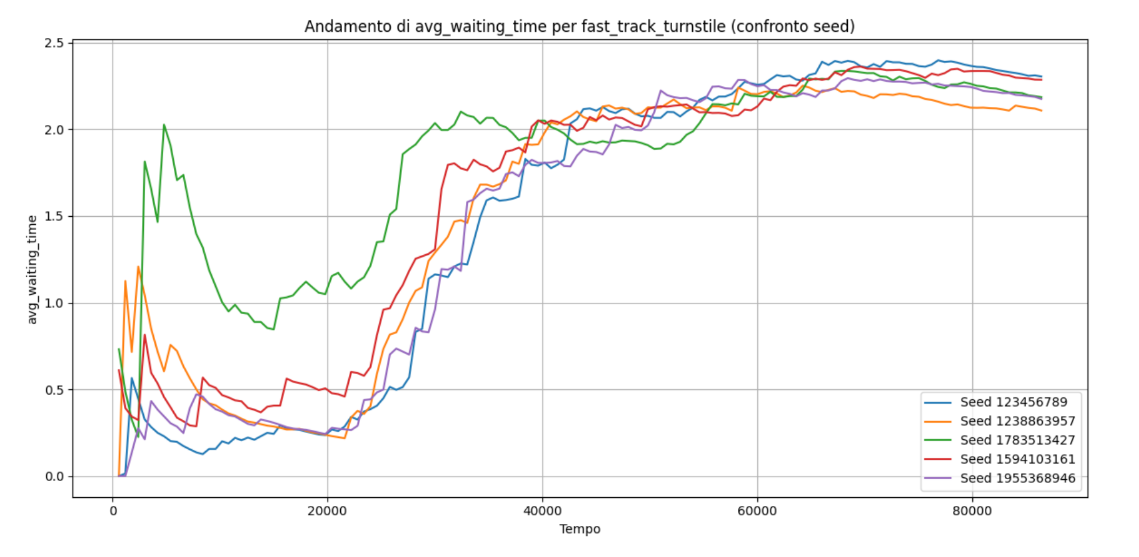 Andamento di avg_waiting_time per fast_track_turnstile (confronto seed)
2.5
2.0
1.5
1.0
0.5
0.0
avg_waiting_time
0
20000
40000
60000
80000
Tempo
Seed 123456789
Seed 1238863957
Seed 1783513427
Seed 1594103161
Seed 1955368946